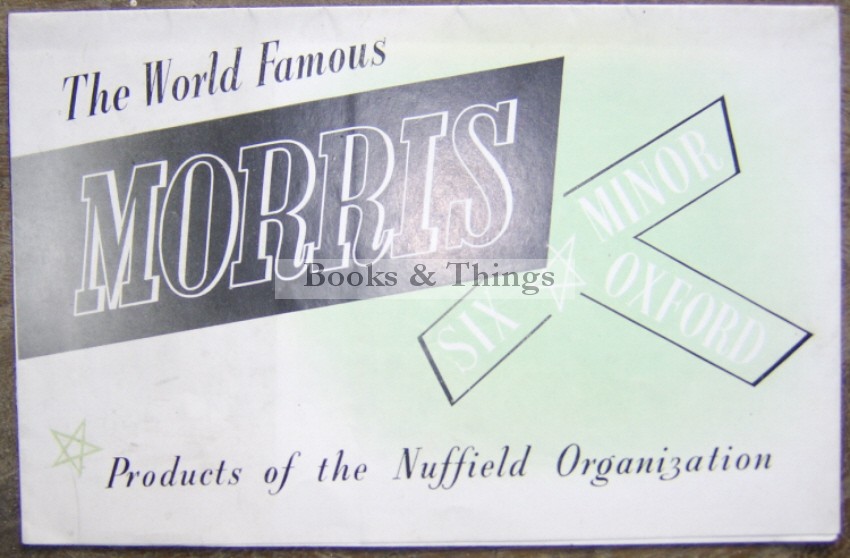 The World Famous
MORRIS
MINOR
SIX
OXFORD
Books & Things
Products of the Nuffield Organization